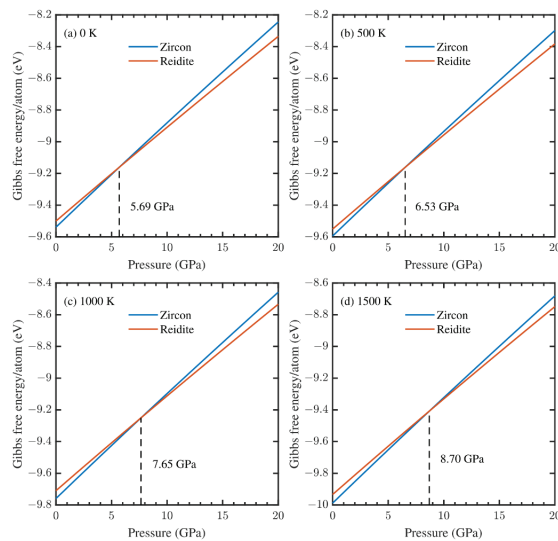 (a) 0 K
Zircon
Reidite
5.69 GPa
Gibbs free energy/atom (eV)
−8.2
−8.4
−8.6
−8.8
−9
−9.2
−9.4
−9.6
0 5 10 15 20
Pressure (GPa)
(b) 500 K
Zircon
Reidite
6.53 GPa
Gibbs free energy/atom (eV)
−8.2
−8.4
−8.6
−8.8
−9
−9.2
−9.4
−9.6
0 5 10 15 20
Pressure (GPa)
(c) 1000 K
Zircon
Reidite
7.65 GPa
Gibbs free energy/atom (eV)
−8.4
−8.6
−8.8
−9
−9.2
−9.4
−9.6
−9.8
0 5 10 15 20
Pressure (GPa)
(d) 1500 K
Zircon
Reidite
8.70 GPa
Gibbs free energy/atom (eV)
−8.4
−8.6
−8.8
−9
−9.2
−9.4
−9.6
−9.8
−10
0 5 10 15 20
Pressure (GPa)